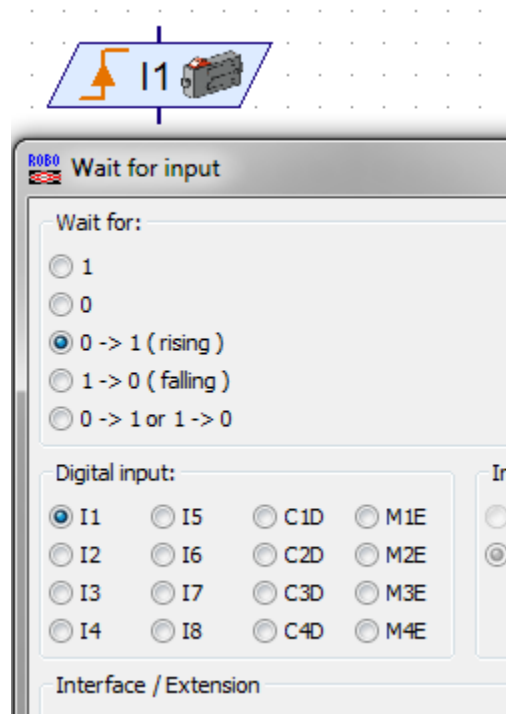 I1
ROBO Wait for input
Wait for:
1
0
0 -> 1 ( rising )
1 -> 0 ( falling )
0 -> 1 or 1 -> 0
Digital input:
I1 I5 C1D M1E
I2 I6 C2D M2E
I3 I7 C3D M3E
I4 I8 C4D M4E
Interface / Extension